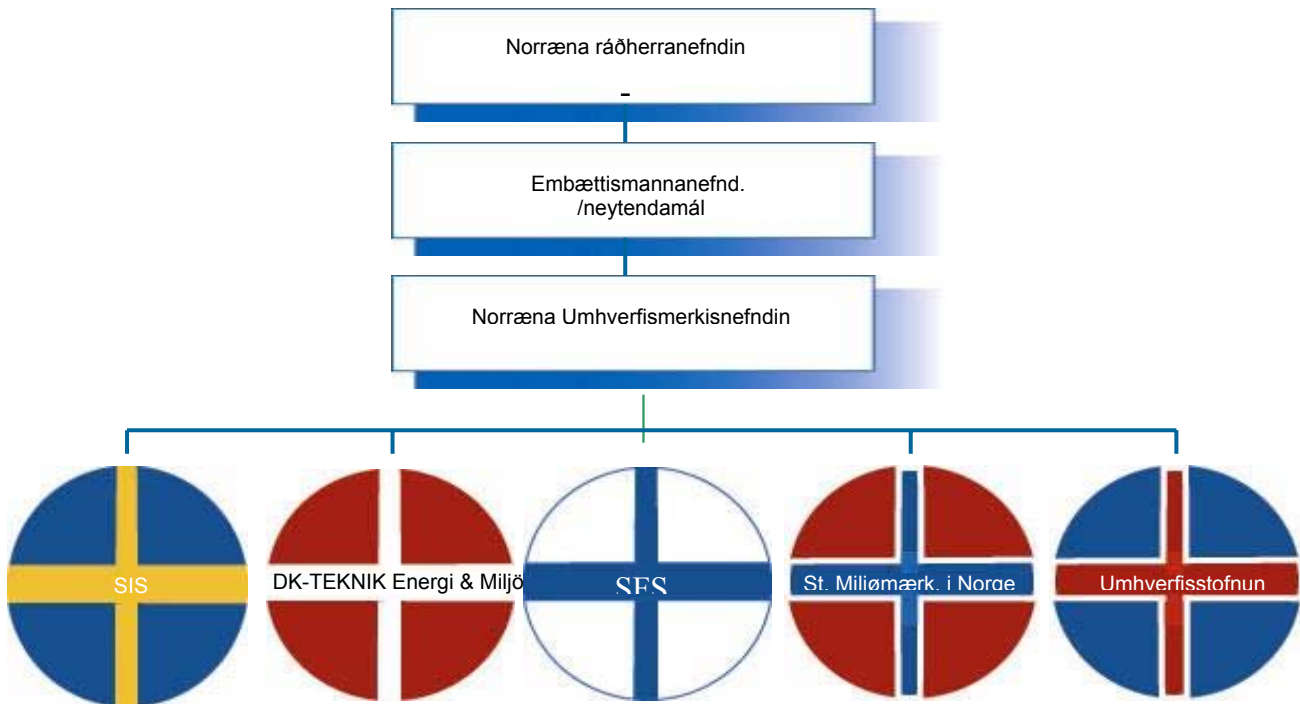 Norræna ráðherranefndin
-
Embættismannanefnd.
/neytendamál
Norræna Umhverfismerkisnefndin
SIS
DK-TEKNIK Energi & Miljö
SFS
St. Miljømærk. i Norge
Umhverfisstofnun